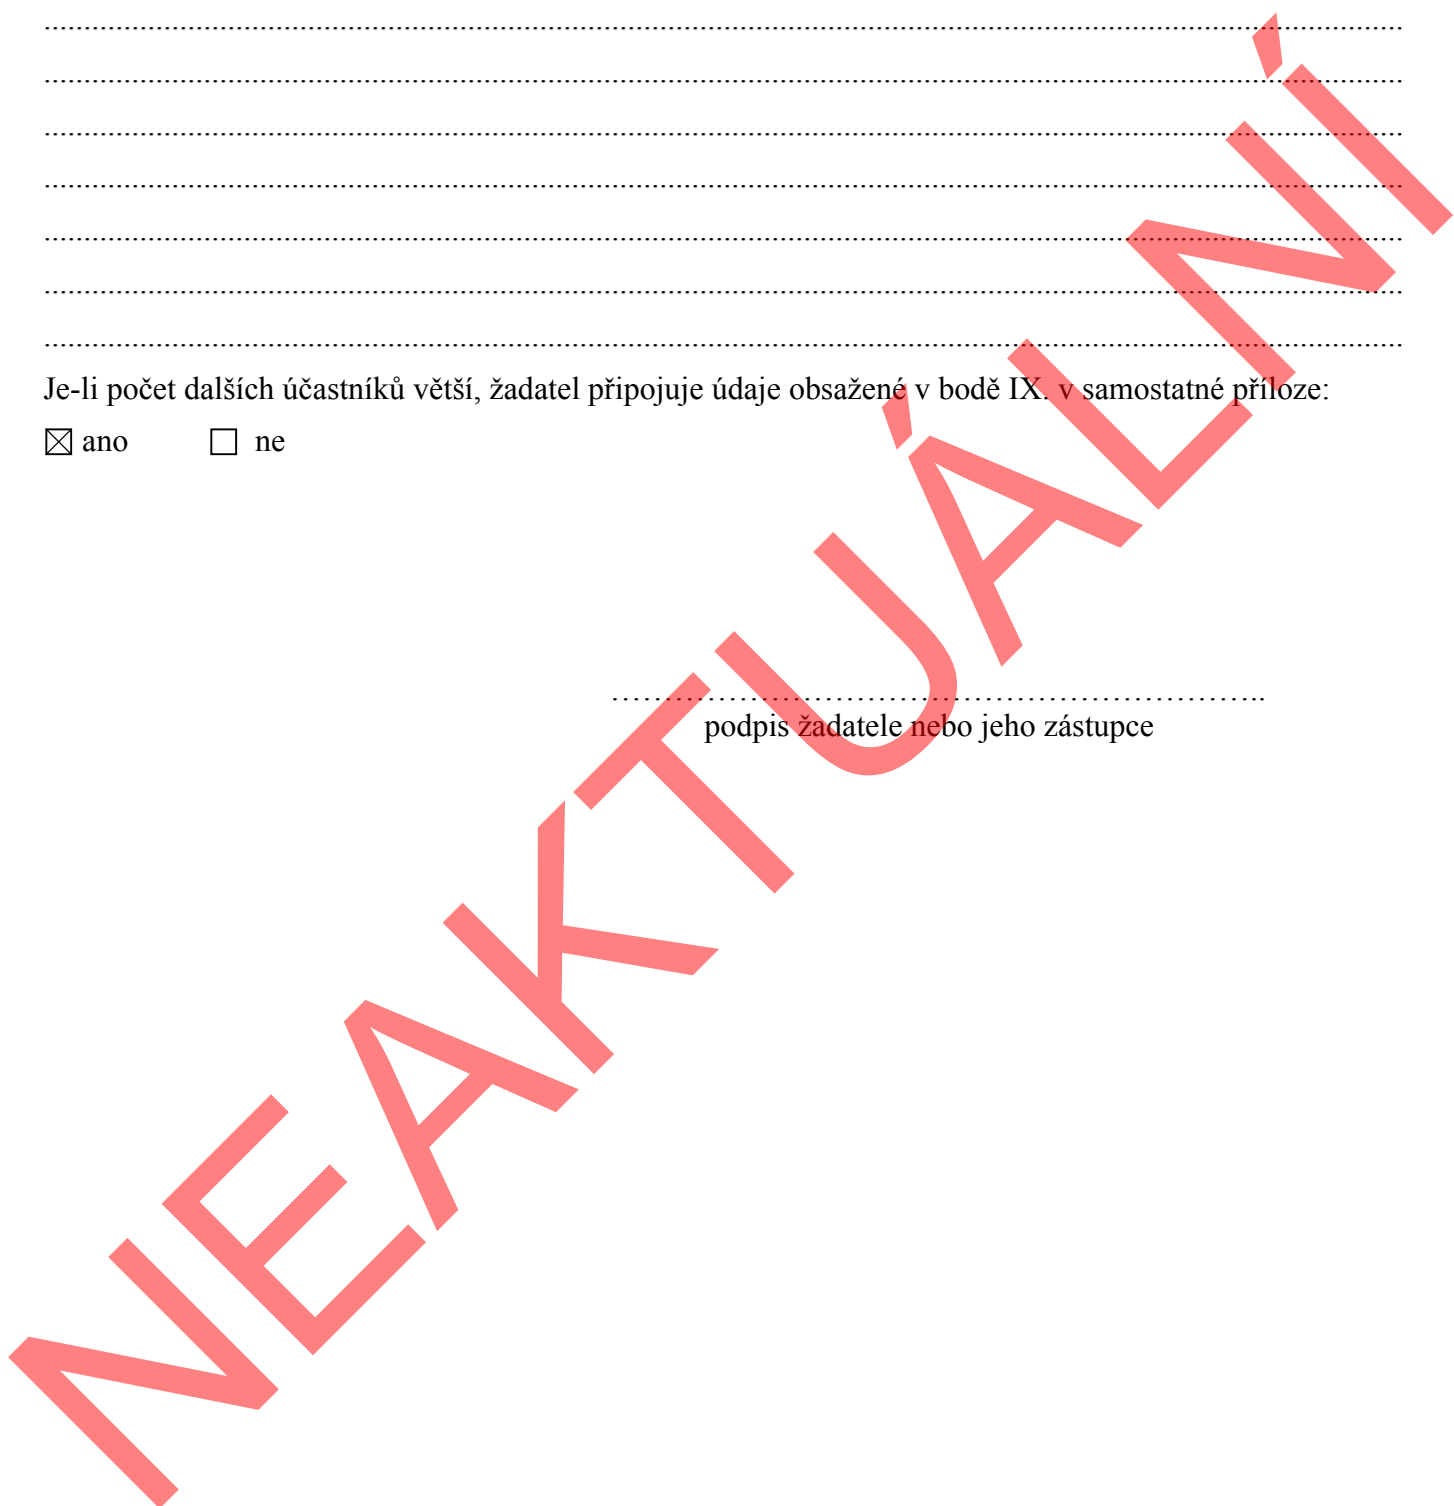 ................................................................................
................................................................................
................................................................................
................................................................................
................................................................................
................................................................................
................................................................................
Je-li počet dalších účastníků větší, žadatel připojuje údaje obsažené v bodě IX. v samostatné příloze:
☒ ano ☐ ne
……………………………………………………………..
podpis žadatele nebo jeho zástupce
NEAKTUÁLNÍ